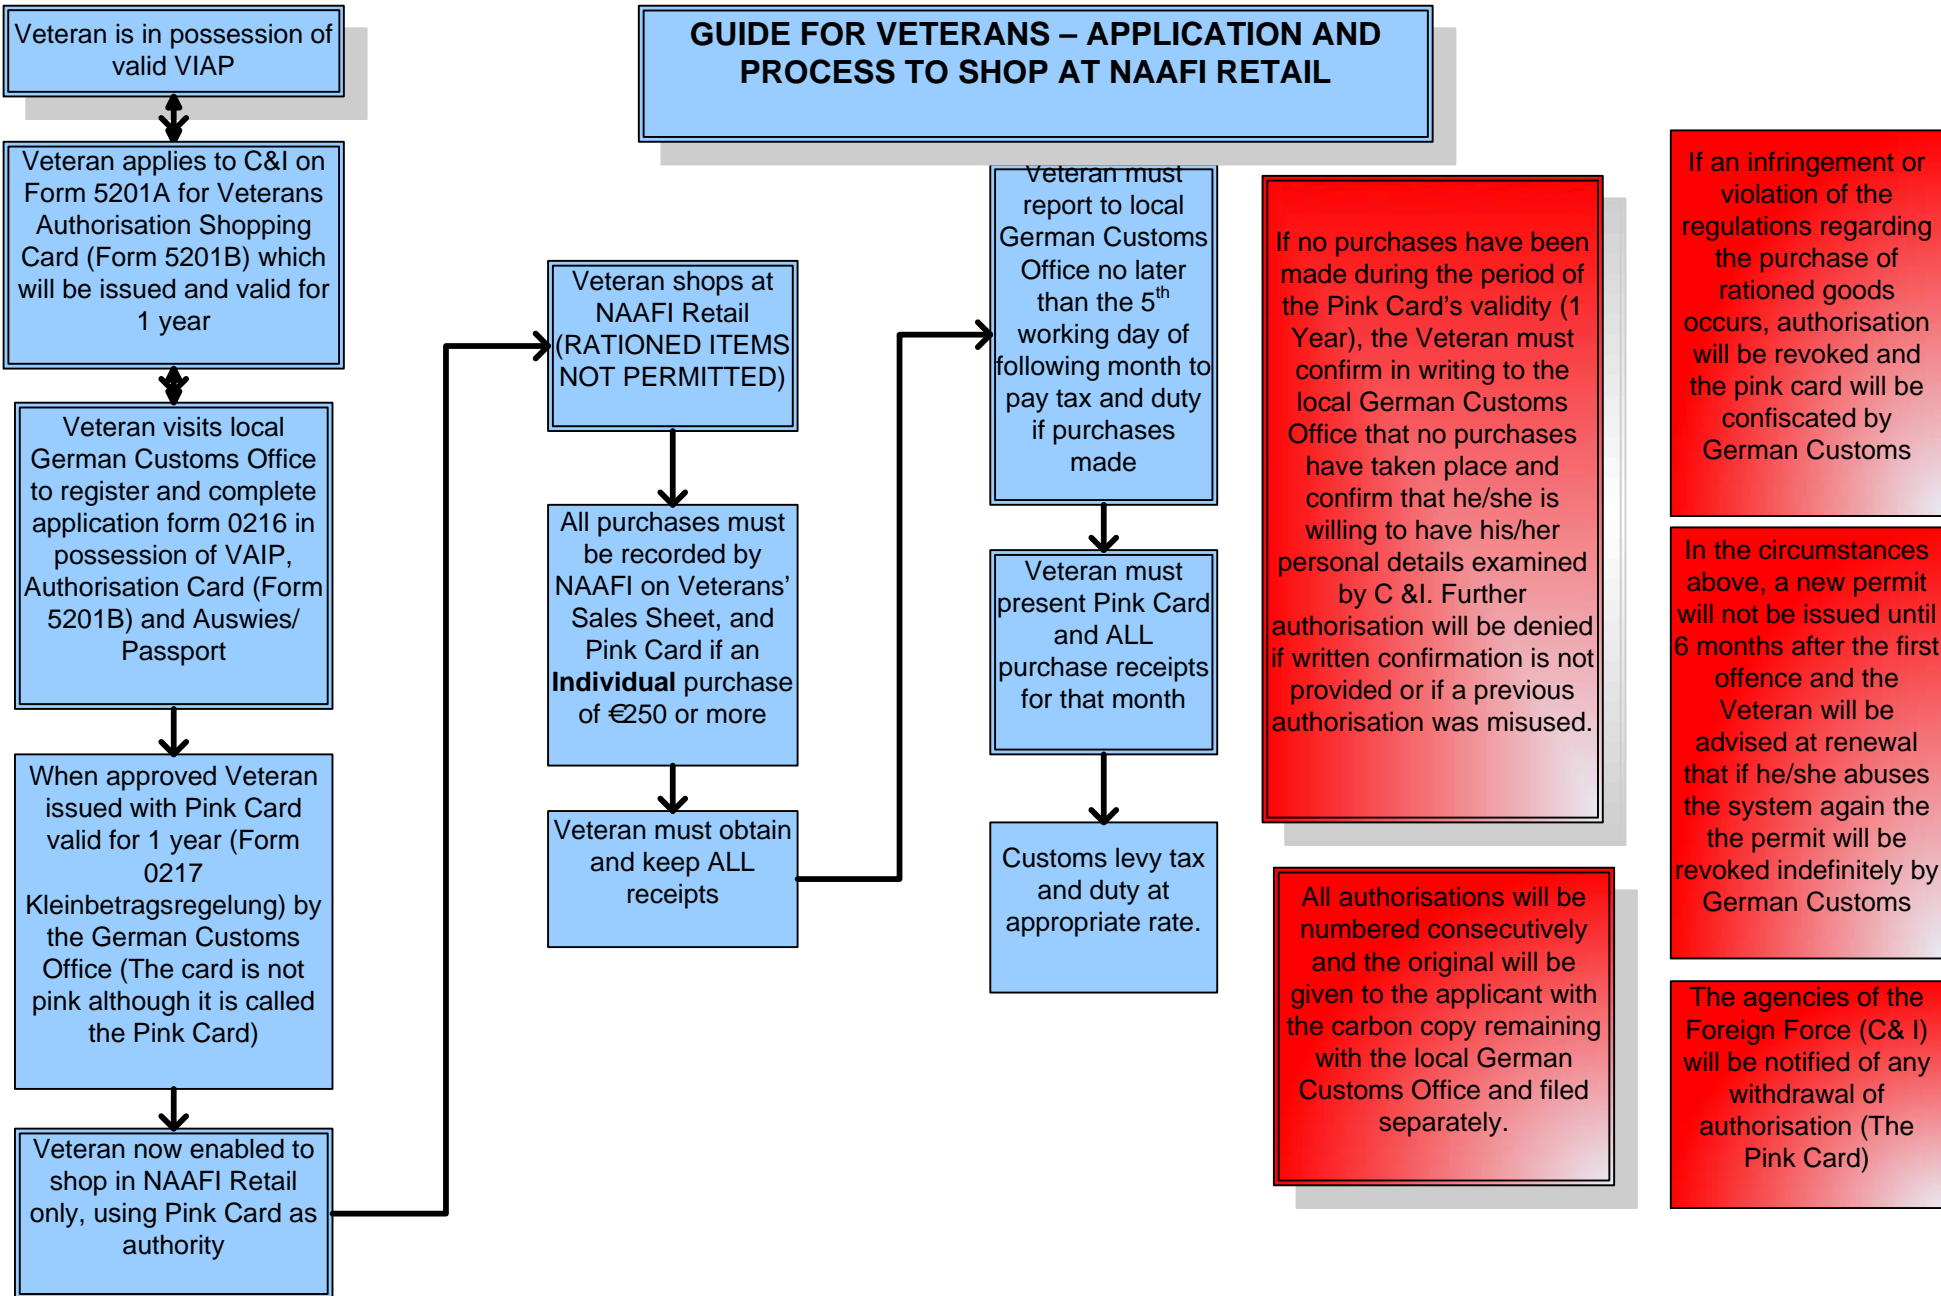 GUIDE FOR VETERANS – APPLICATION AND
PROCESS TO SHOP AT NAAFI RETAIL
Veteran is in possession of
valid VIAP
Veteran applies to C&I on
Form 5201A for Veterans
Authorisation Shopping
Card (Form 5201B) which
will be issued and valid for
1 year
Veteran visits local
German Customs Office
to register and complete
application form 0216 in
possession of VAIP,
Authorisation Card (Form
5201B) and Auswies/
Passport
When approved Veteran
issued with Pink Card
valid for 1 year (Form
0217
Kleinbetragsregelung) by
the German Customs
Office (The card is not
pink although it is called
the Pink Card)
Veteran now enabled to
shop in NAAFI Retail
only, using Pink Card as
authority
Veteran shops at
NAAFI Retail
(RATIONED ITEMS
NOT PERMITTED)
All purchases must
be recorded by
NAAFI on Veterans’
Sales Sheet, and
Pink Card if an
Individual purchase
of €250 or more
Veteran must obtain
and keep ALL
receipts
Veteran must
report to local
German Customs
Office no later
than the 5th
working day of
following month to
pay tax and duty
if purchases
made
Veteran must
present Pink Card
and ALL
purchase receipts
for that month
Customs levy tax
and duty at
appropriate rate.
If no purchases have been
made during the period of
the Pink Card’s validity (1
Year), the Veteran must
confirm in writing to the
local German Customs
Office that no purchases
have taken place and
confirm that he/she is
willing to have his/her
personal details examined
by C &I. Further
authorisation will be denied
if written confirmation is not
provided or if a previous
authorisation was misused.
All authorisations will be
numbered consecutively
and the original will be
given to the applicant with
the carbon copy remaining
with the local German
Customs Office and filed
separately.
If an infringement or
violation of the
regulations regarding
the purchase of
rationed goods
occurs, authorisation
will be revoked and
the pink card will be
confiscated by
German Customs
In the circumstances
above, a new permit
will not be issued until
6 months after the first
offence and the
Veteran will be
advised at renewal
that if he/she abuses
the system again the
the permit will be
revoked indefinitely by
German Customs
The agencies of the
Foreign Force (C& I)
will be notified of any
withdrawal of
authorisation (The
Pink Card)